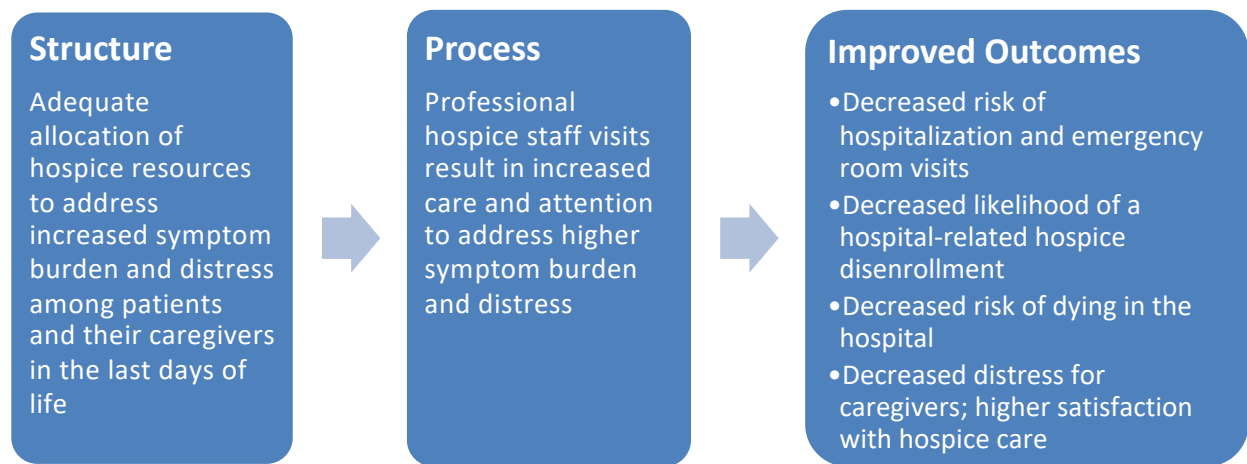 Structure
Adequate
allocation of
hospice resources
to address
increased symptom
burden and distress
among patients
and their caregivers
in the last days of
life
Process
Professional
hospice staff visits
result in increased
care and attention
to address higher
symptom burden
and distress
Improved Outcomes
•Decreased risk of
hospitalization and emergency
room visits
•Decreased likelihood of a
hospital-related hospice
disenrollment
•Decreased risk of dying in the
hospital
•Decreased distress for
caregivers; higher satisfaction
with hospice care